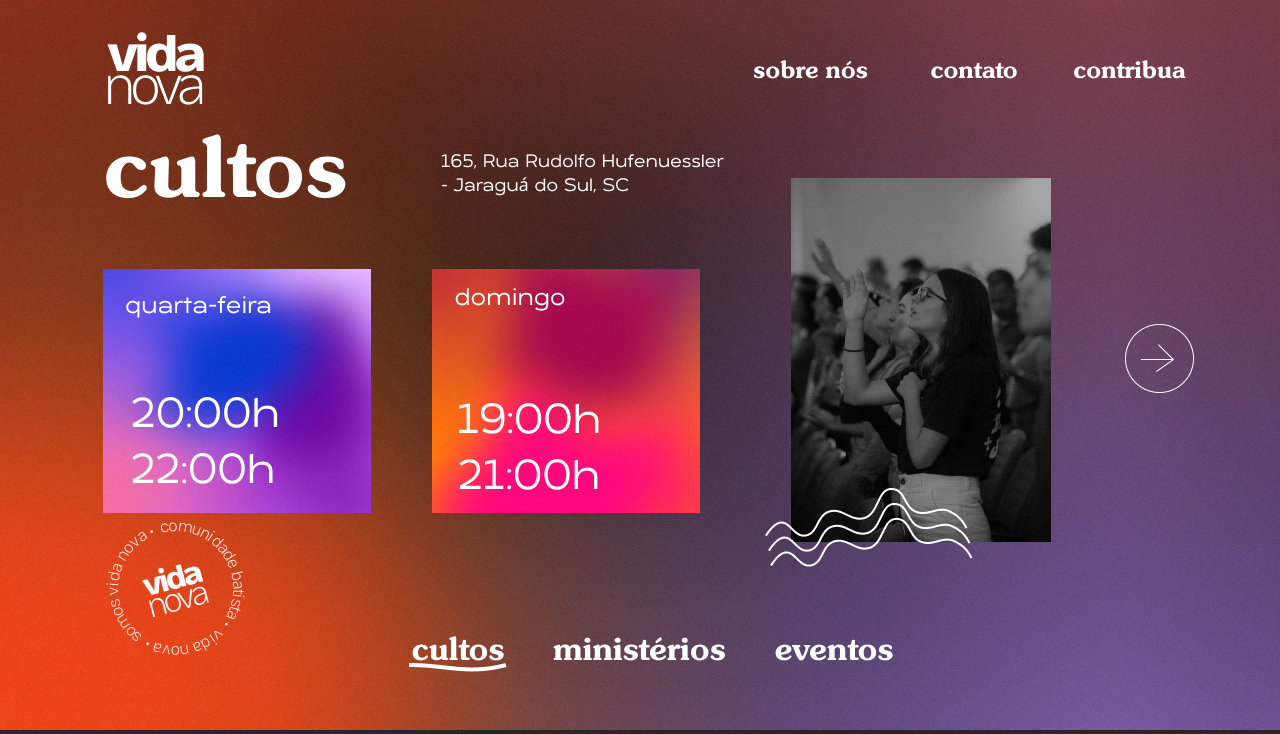 vida
nova
sobre nós
contato
contribua
cultos
165, Rua Rudolfo Hufenuessler
- Jaraguá do Sul, SC
quarta-feira
20:00h
22:00h
domingo
19:00h
21:00h
somos vida nova • comunidade batista • vida nova •
vida
nova
cultos
ministérios
eventos